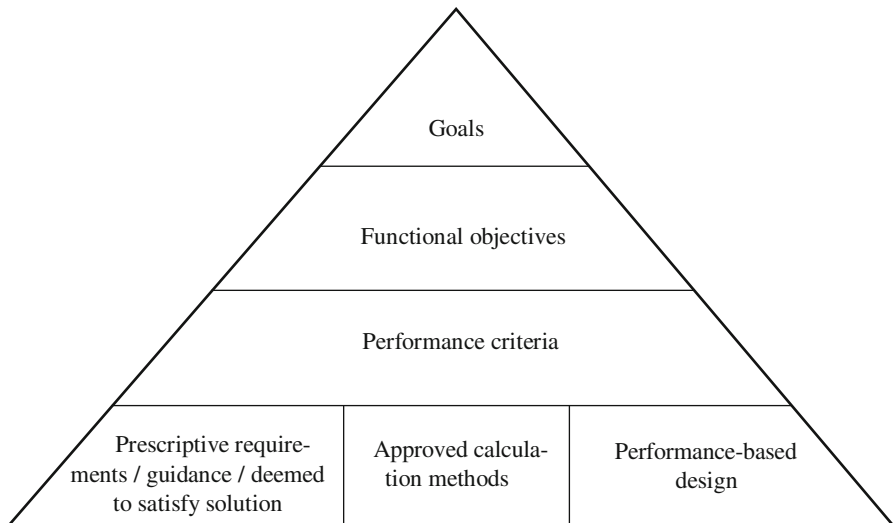 Goals
Functional objectives
Performance criteria
Prescriptive require-
ments / guidance / deemed
to satisfy solution
Approved calcula-
tion methods
Performance-based
design